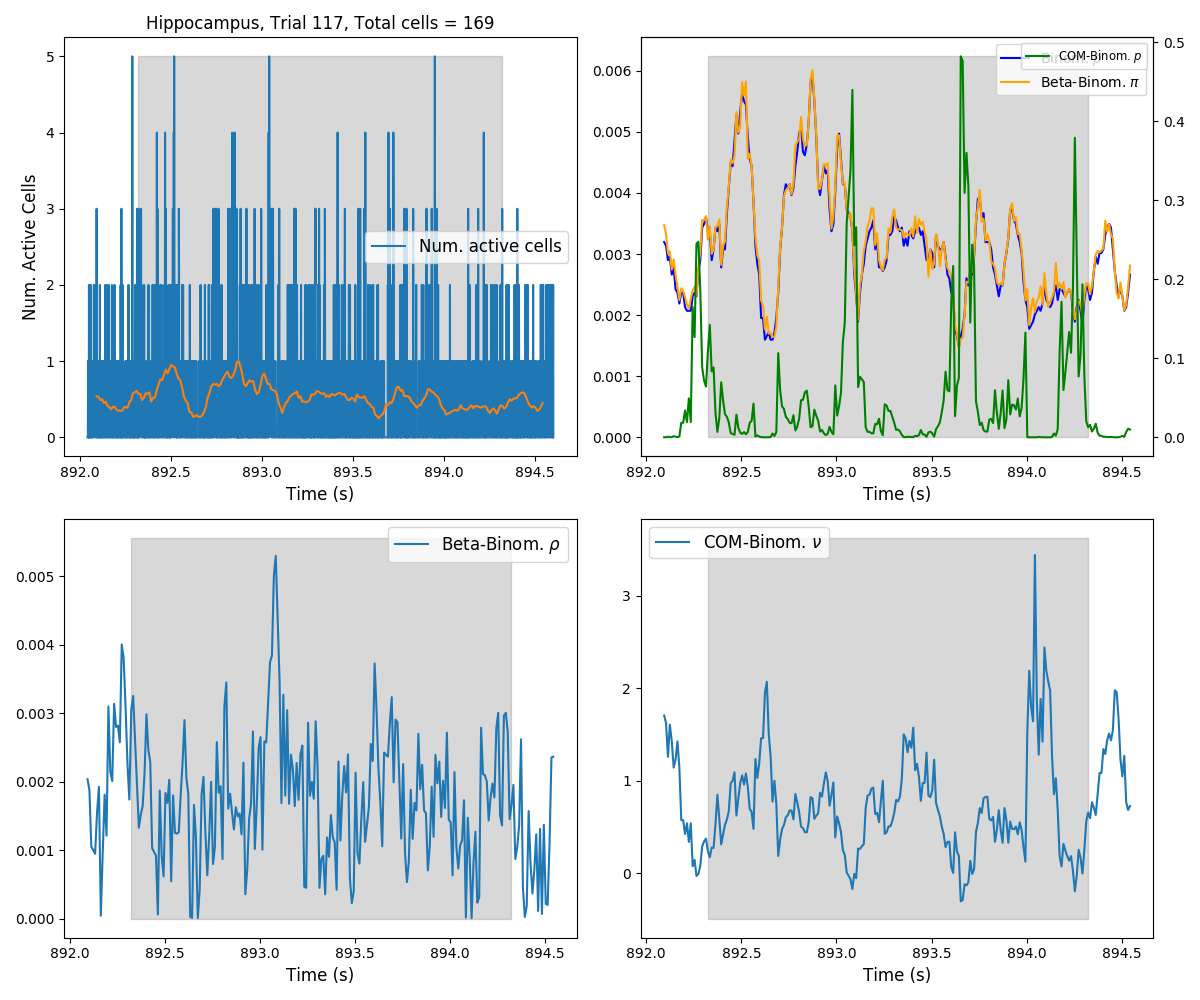 Hippocampus, Trial 117, Total cells = 169
Num. Active Cells
5
4
3
2
1
0
Num. active cells
892.0 892.5 893.0 893.5 894.0 894.5
Time (s)
0.006
0.005
0.004
0.003
0.002
0.001
0.000
COM-Binom. p
Beta-Binom. π
0.5
0.4
0.3
0.2
0.1
0.0
892.0 892.5 893.0 893.5 894.0 894.5
Time (s)
0.005
0.004
0.003
0.002
0.001
0.000
Beta-Binom. ρ
892.0 892.5 893.0 893.5 894.0 894.5
Time (s)
3
2
1
0
COM-Binom. ν
892.0 892.5 893.0 893.5 894.0 894.5
Time (s)